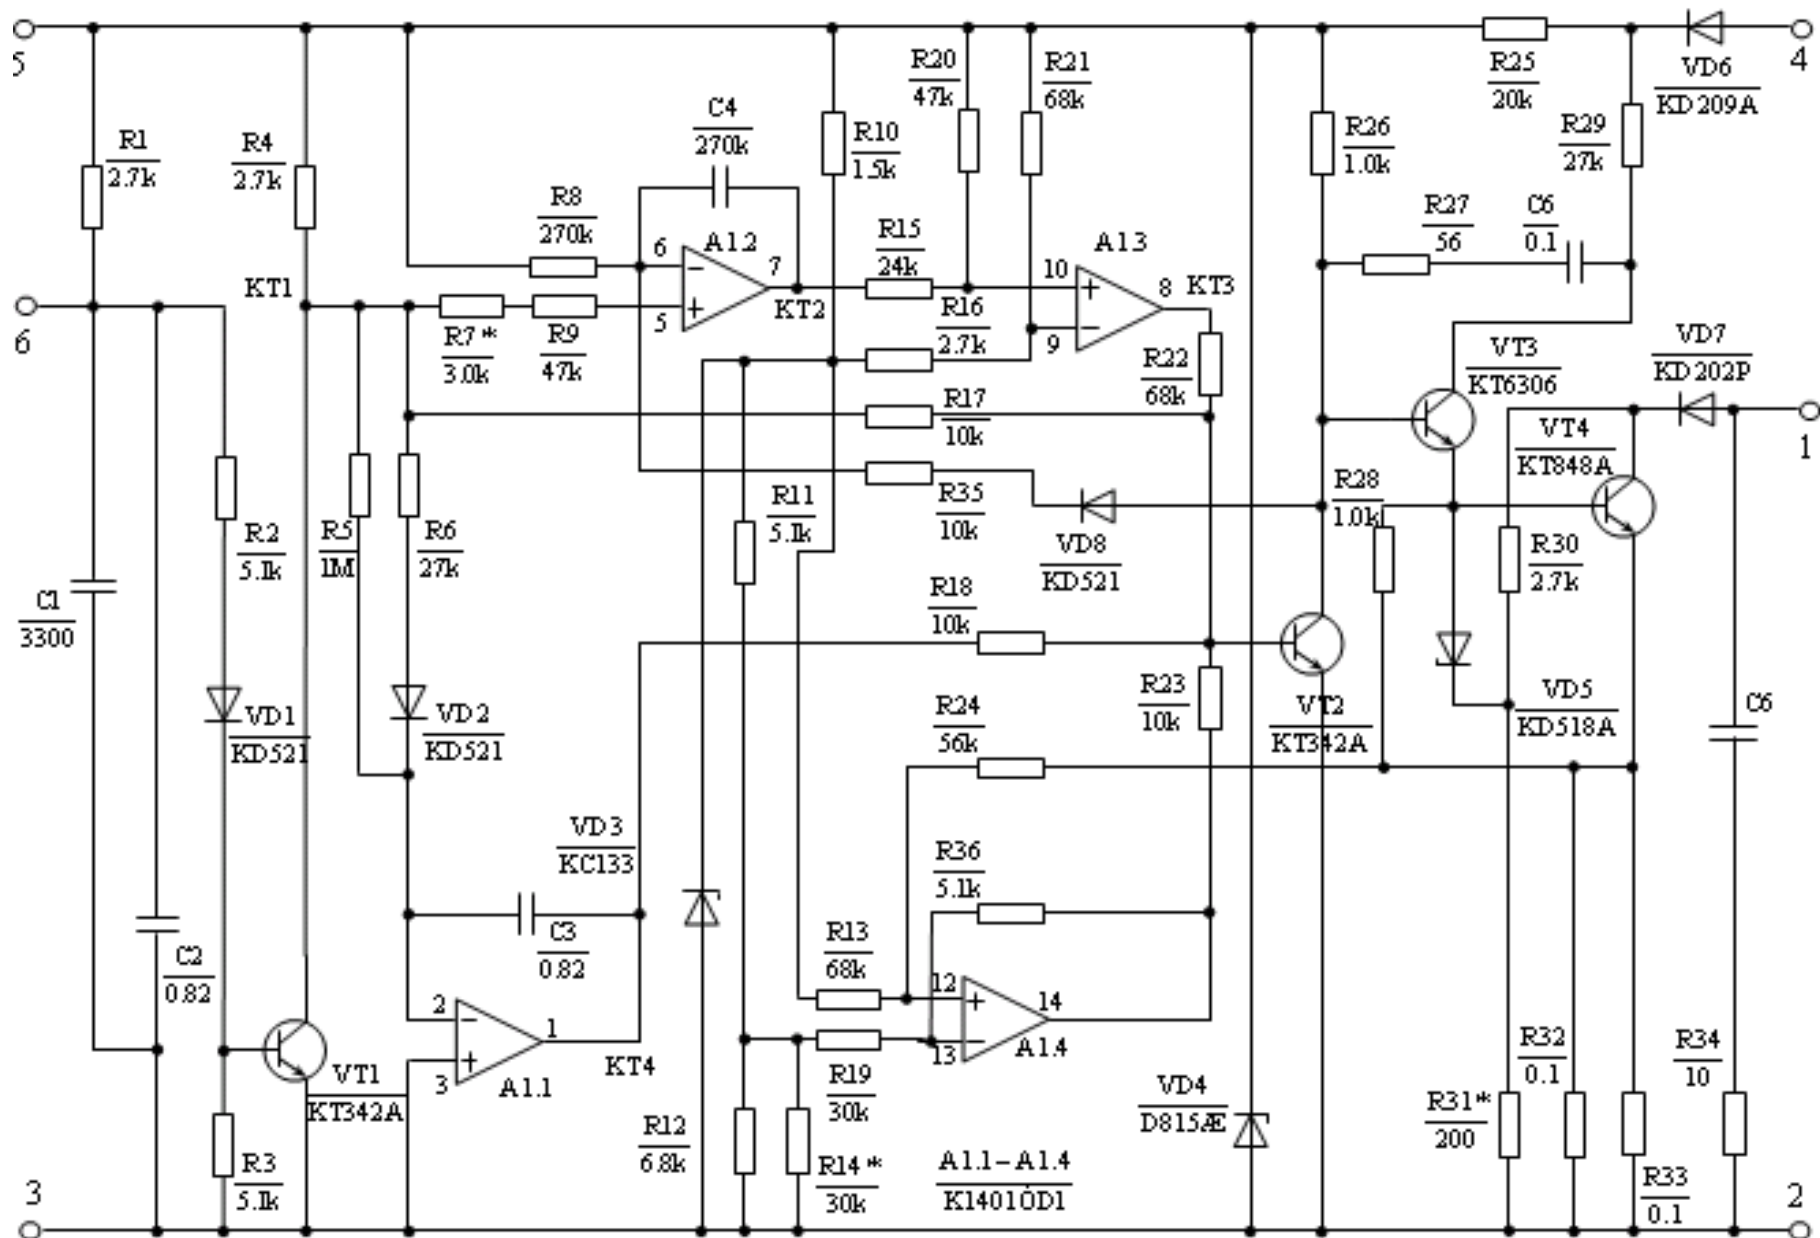 5
4
R1
2.7k
R4
2.7k
C4
270k
R10
1.5k
R20
47k
R21
68k
R26
1.0k
R25
20k
VD6
KD209A
R29
27k
R8
270k
6
A1.2
7
5
KT2
R15
24k
10
A1.3
8
KT3
9
R27
56
C6
0.1
6
KT1
R7*
3.0k
R9
47k
R16
2.7k
R22
68k
VT3
KT6306
VD7
KD202P
1
R17
10k
VT4
KT848A
R2
5.1k
R5
1M
R6
27k
R11
5.1k
R35
10k
VD8
KD521
R28
1.0k
R30
2.7k
C1
3300
R18
10k
VD1
KD521
VD2
KD521
R24
56k
R23
10k
VT2
KT342A
VD5
KD518A
C6
VD3
KC133
R36
5.1k
C2
0.82
C3
0.82
R13
68k
12
14
13
A1.4
2
1
3
A1.1
KT4
VT1
KT342A
R19
30k
R12
6.8k
R14*
30k
A1.1-A1.4
K1401ÒD1
VD4
D815Æ
R31*
200
R32
0.1
R34
10
R3
5.1k
R33
0.1
3
2